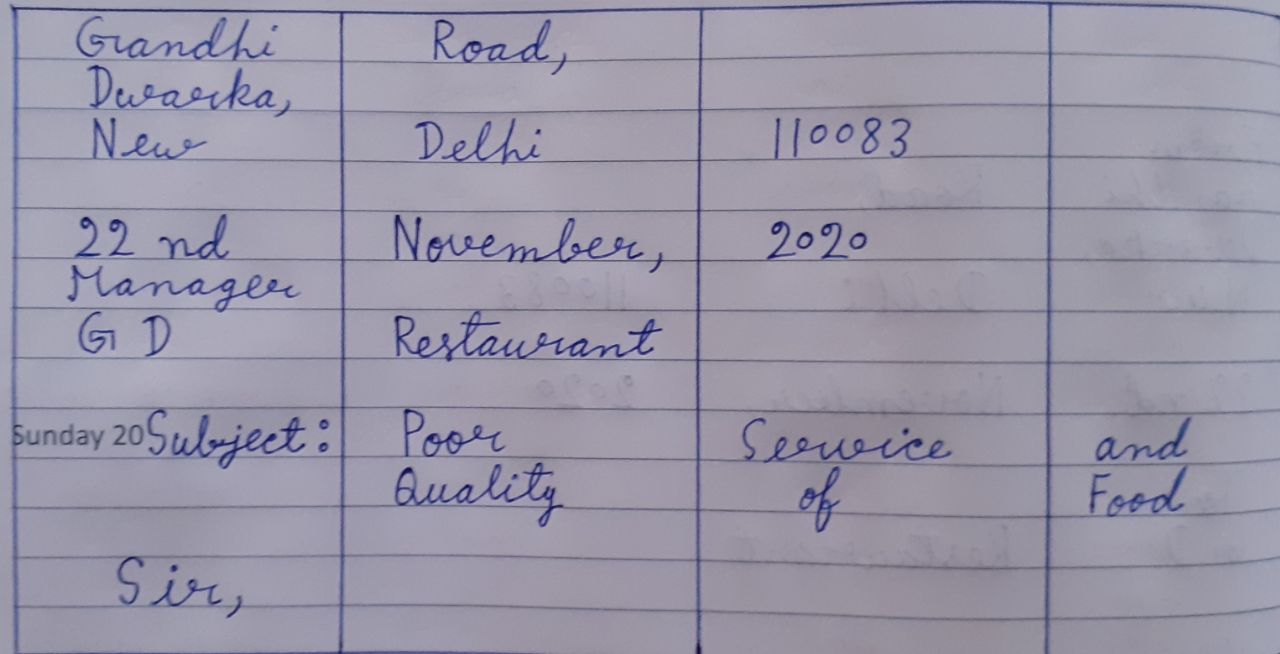 Gandhi Road,
Dwarka,
New Delhi 110083
22 nd November, 2020
Manager
G D Restaurant
Sunday 20 Subject: Poor Service and
Quality of Food
Sir,